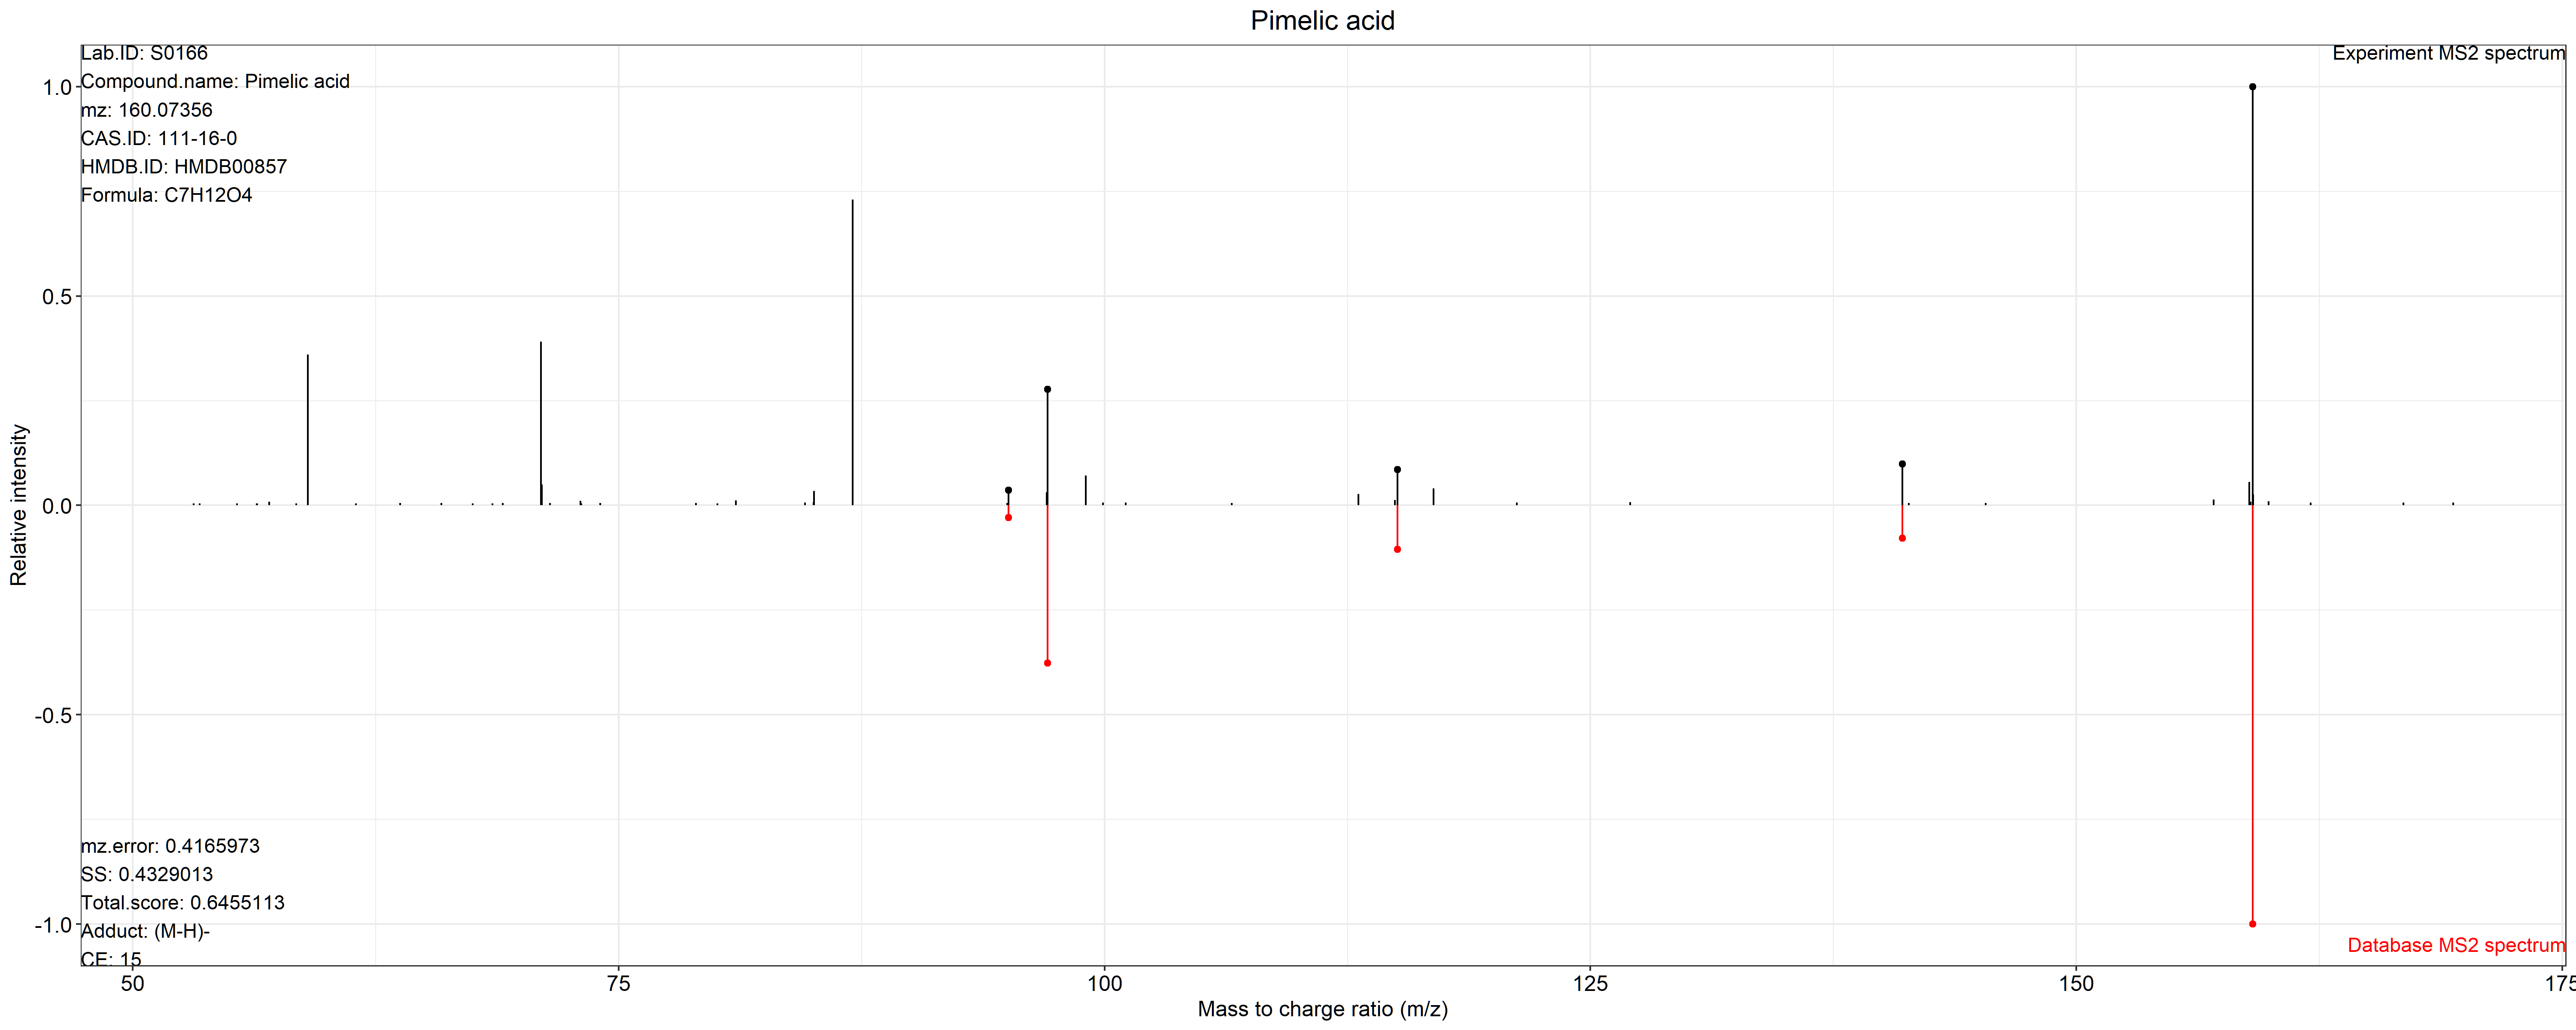 Pimelic acid
Lab.ID: S0166
Experiment MS2 spectrum
Compound.name: Pimelic acid
mz: 160.07356
CAS.ID: 111-16-0
HMDB.ID: HMDB00857
Formula: C7H12O4
1.0
0.5
0.0
-0.5
-1.0
Relative intensity
mz.error: 0.4165973
SS: 0.4329013
Total.score: 0.6455113
Adduct: (M-H)-
CE: 15
Database MS2 spectrum
50 75 100 125 150 175
Mass to charge ratio (m/z)